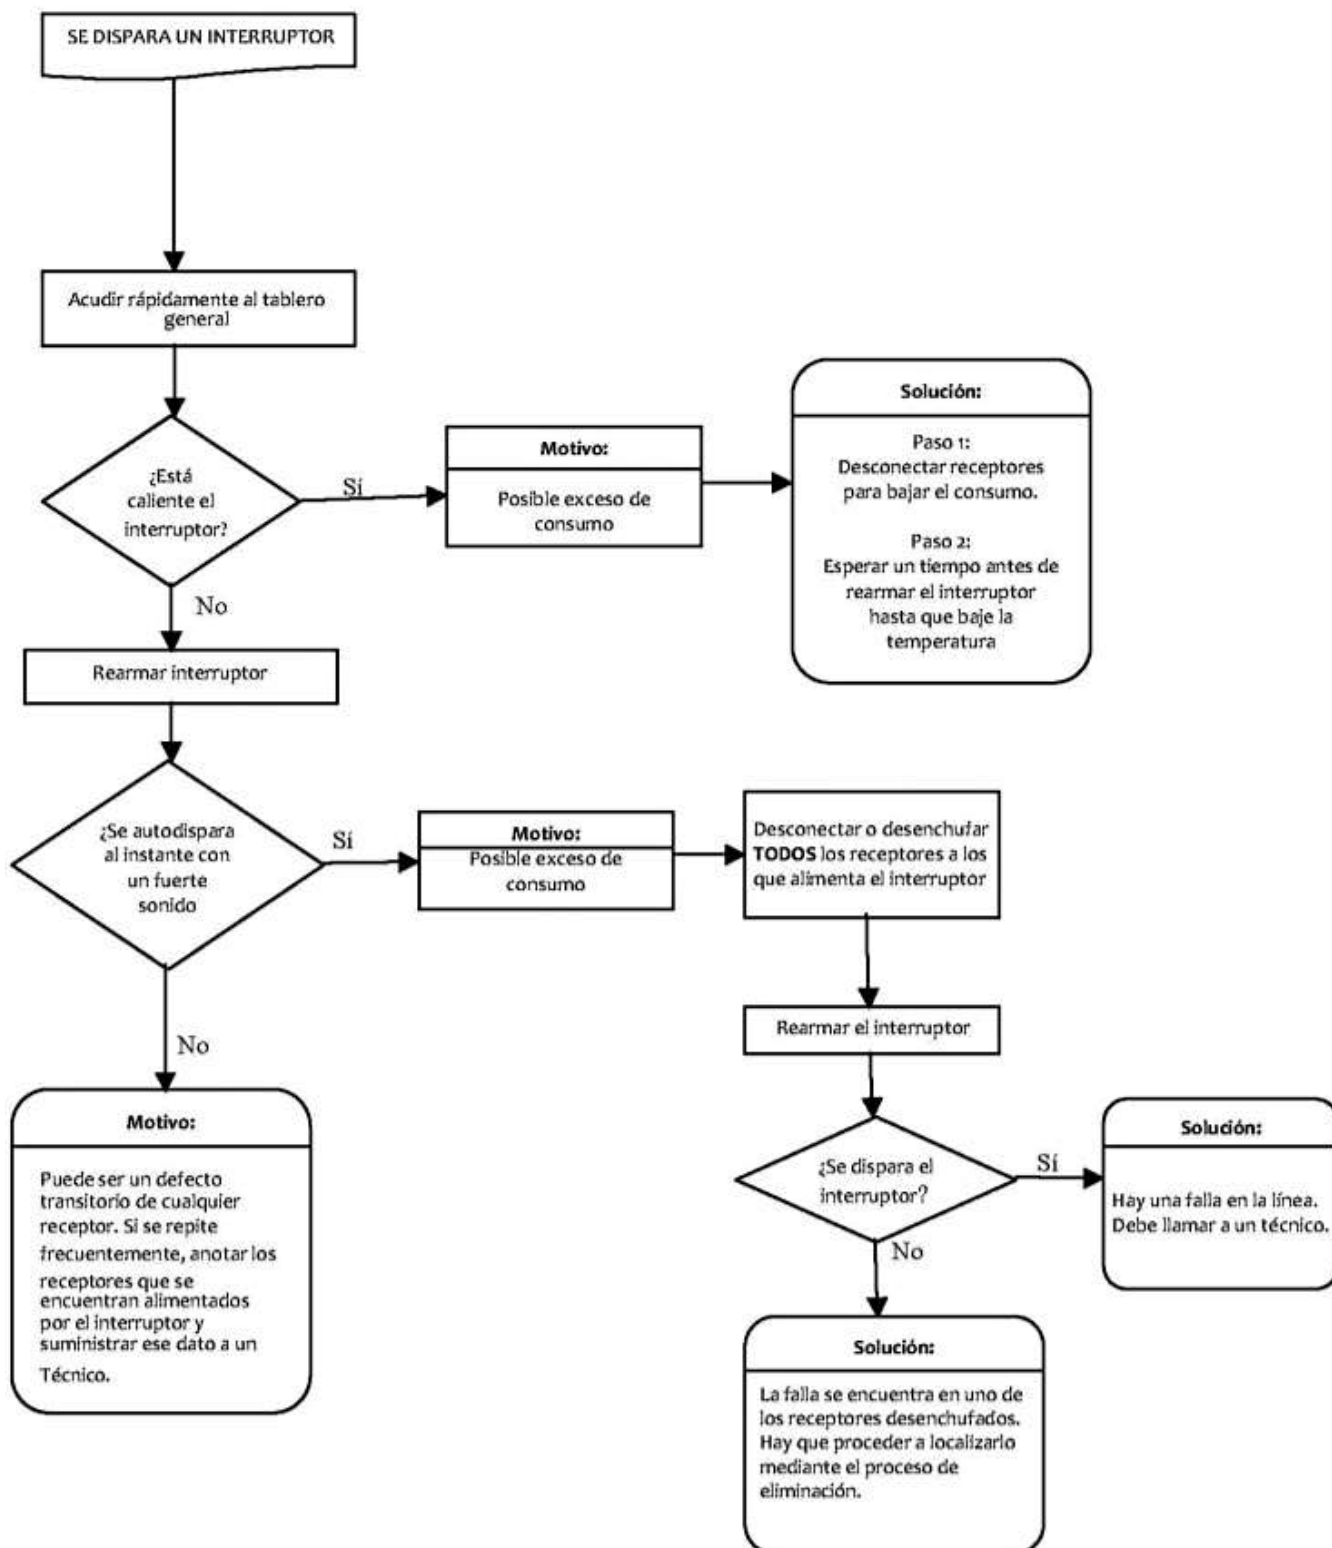 SE DISPARA UN INTERRUPTOR
Acudir rápidamente al tablero
general
¿Está
caliente el
interruptor?
Sí
Motivo:
Posible exceso de
consumo
Solución:
Paso 1:
Desconectar receptores
para bajar el consumo.
Paso 2:
Esperar un tiempo antes de
rearmar el interruptor
hasta que baje la
temperatura
No
Rearmar interruptor
¿Se autodispara
al instante con
un fuerte
sonido
Sí
Motivo:
Posible exceso de
consumo
Desconectar o desenchufar
TODOS los receptores a los
que alimenta el interruptor
Rearmar el interruptor
¿Se dispara el
interruptor?
Sí
Solución:
Hay una falla en la línea.
Debe llamar a un técnico.
No
Solución:
La falla se encuentra en uno de
los receptores desenchufados.
Hay que proceder a localizarlo
mediante el proceso de
eliminación.
No
Motivo:
Puede ser un defecto
transitorio de cualquier
receptor. Si se repite
frecuentemente, anotar los
receptores que se
encuentran alimentados
por el interruptor y
suministrar ese dato a un
Técnico.